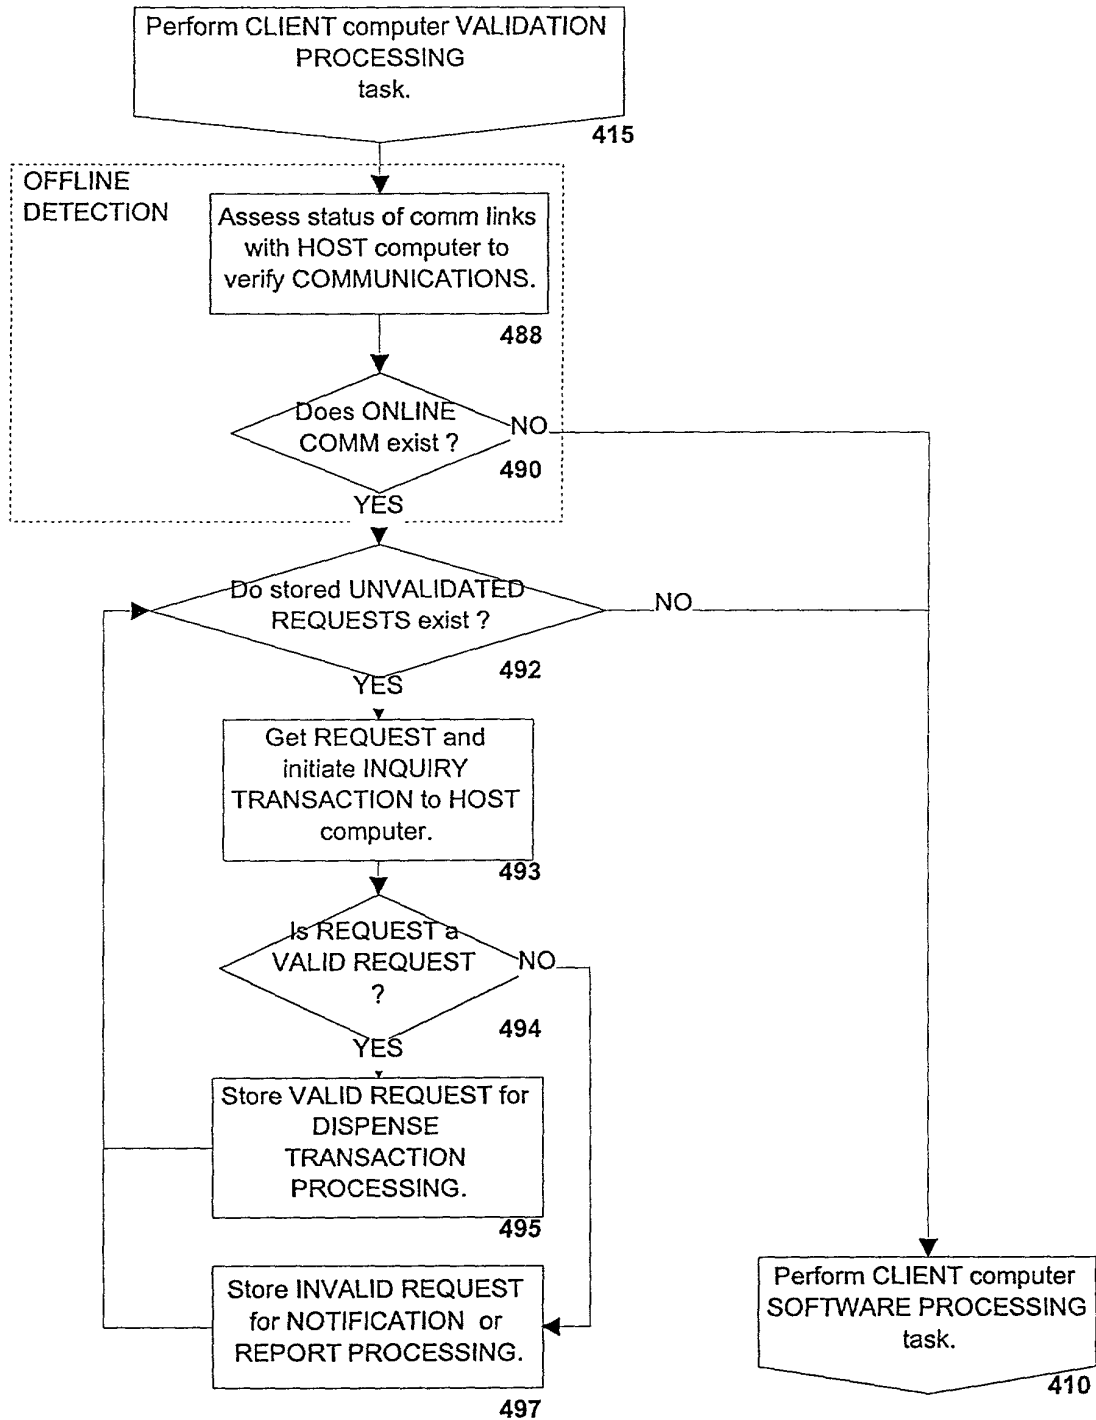 Perform CLIENT computer VALIDATION
PROCESSING
task.
415
OFFLINE
DETECTION
Assess status of comm links
with HOST computer to
verify COMMUNICATIONS.
488
Does ONLINE
COMM exist ?
NO
490
YES
Do stored UNVALIDATED
REQUESTS exist ?
NO
492
YES
Get REQUEST and
initiate INQUIRY
TRANSACTION to HOST
computer.
493
Is REQUEST a
VALID REQUEST
?
NO
494
YES
Store VALID REQUEST for
DISPENSE
TRANSACTION
PROCESSING.
495
Store INVALID REQUEST
for NOTIFICATION or
REPORT PROCESSING.
497
Perform CLIENT computer
SOFTWARE PROCESSING
task.
410